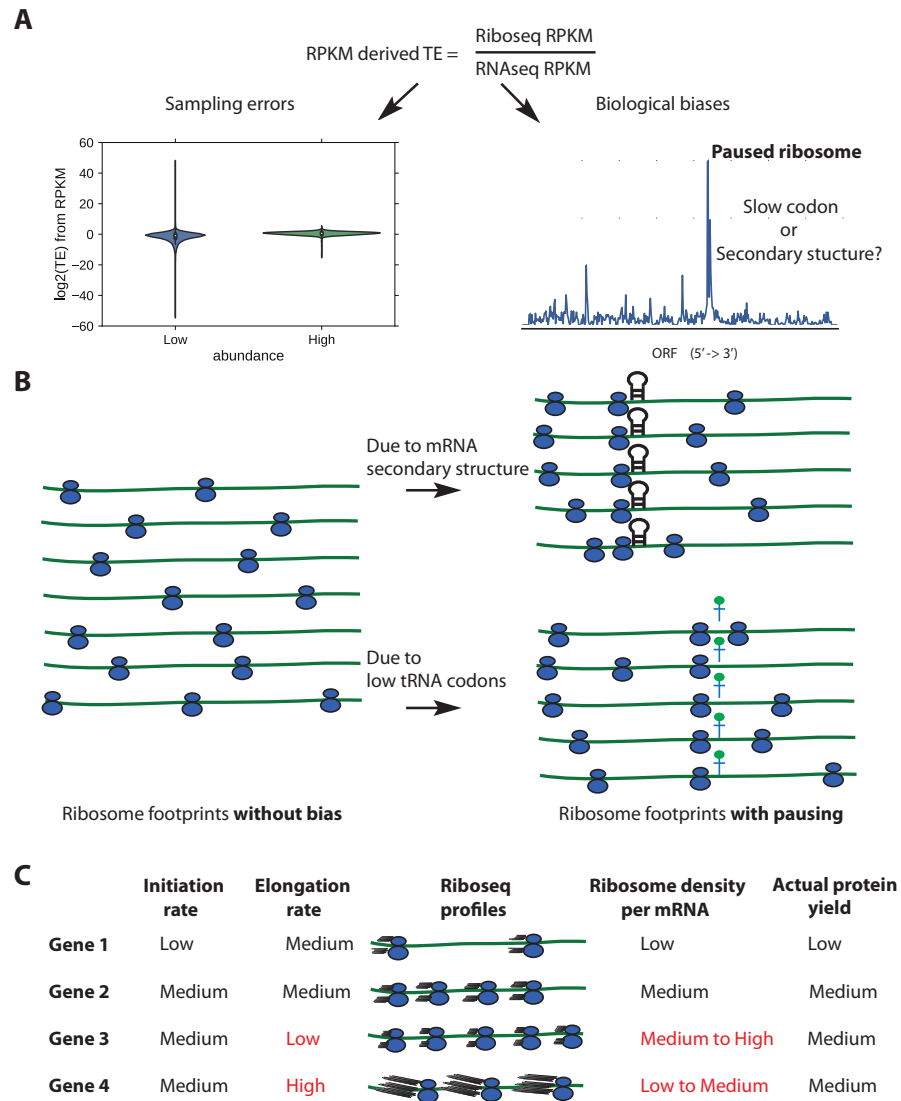 A
RPKM derived TE =
Riboseq RPKM
RNAseq RPKM
Sampling errors
Biological biases
60
40
20
0
−20
−40
−60
log2(TE) from RPKM
Low
High
abundance
Paused ribosome
Slow codon
or
Secondary stucture?
ORF (5’ -> 3’)
B
Due to mRNA
secondary structure
Due to
low tRNA codons
Ribosome footprints without bias
Ribosome footprints with pausing
C
Initiation rate Elongation rate Riboseq profiles Ribosome density per mRNA Actual protein yield
Gene 1 Low Medium Low Low
Gene 2 Medium Medium Medium Medium
Gene 3 Medium Low Medium to High Medium
Gene 4 Medium High Low to Medium Medium